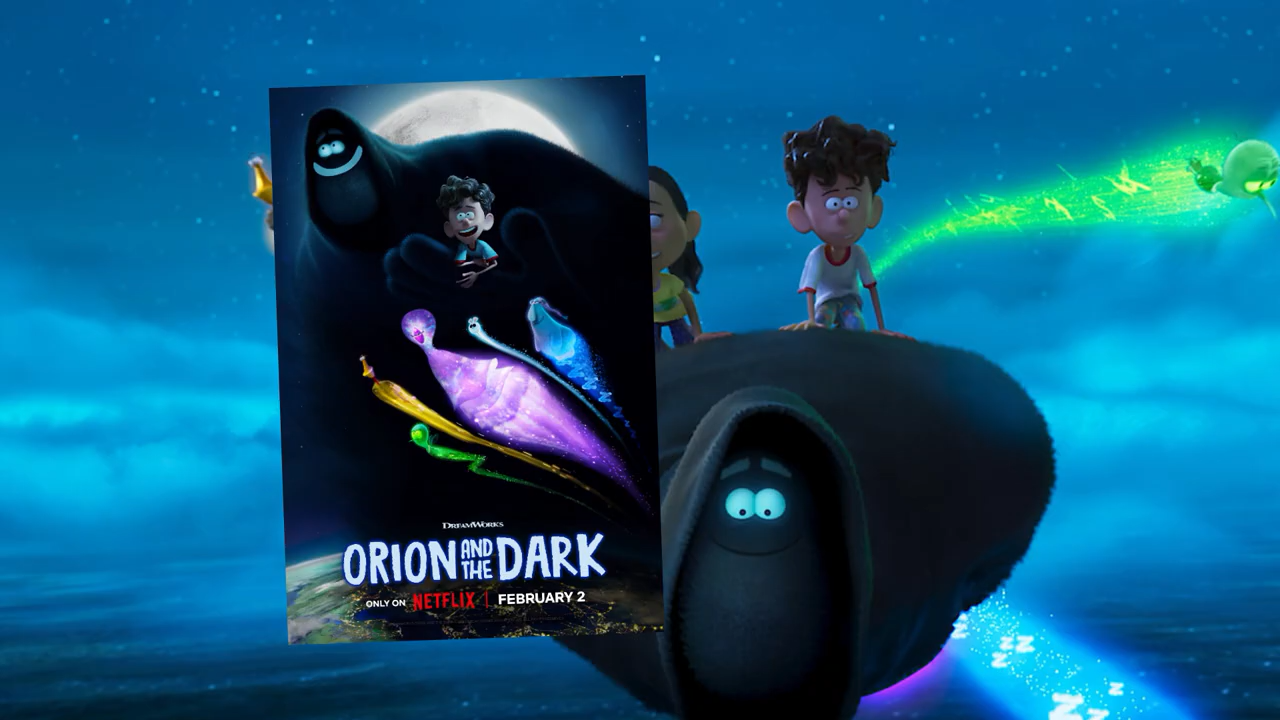 DREAMWORKS
ORION AND THE DARK
ONLY ON NETFLIX | FEBRUARY 2
Z Z Z
Z
Z Z